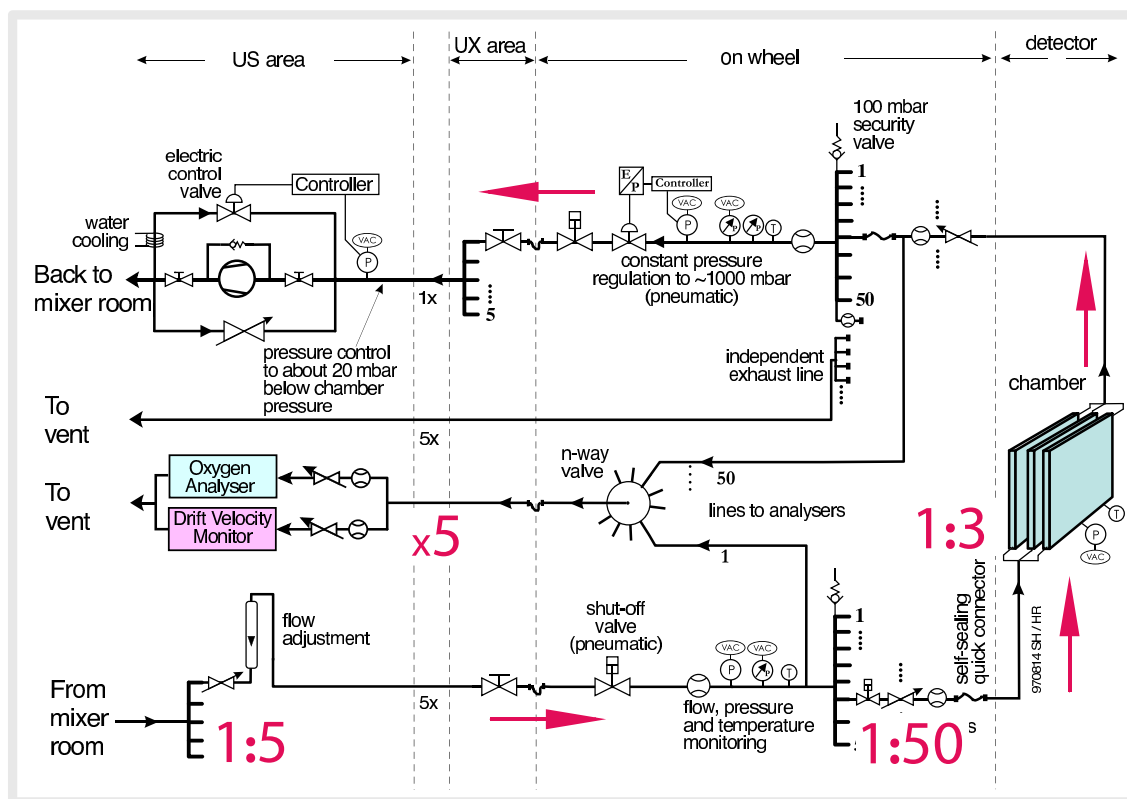 US area
UX area
on wheel
detector
100 mbar
security
valve
electric
control
valve
Controller
E/P
Controller
VAC
VAC
P
P
P
T
1
water
cooling
VAC
P
Back to
mixer room
1x
5
constant pressure
regulation to ~1000 mbar
(pneumatic)
50
pressure control
to about 20 mbar
below chamber
pressure
independent
exhaust line
chamber
To
vent
5x
n-way
valve
50
Oxygen
Analyser
To
vent
Drift Velocity
Monitor
x5
lines to analysers
1:3
T
P
VAC
1
self-sealing
quick connector
970814 SH / HR
flow
adjustment
shut-off
valve
(pneumatic)
VAC
VAC
P
P
T
1
From
mixer
room
5x
1:5
flow, pressure
and temperature
monitoring
1:50
s